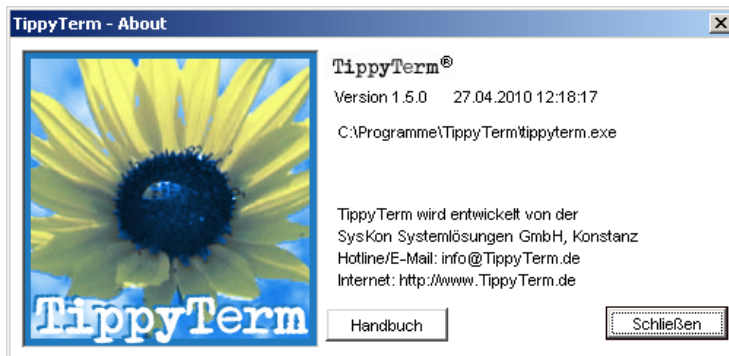 TippyTerm - About
TippyTerm®
Version 1.5.0 27.04.2010 12:18:17
C:\Programme\TippyTerm\tippyterm.exe
TippyTerm wird entwickelt von der
SysKon Systemlösungen GmbH, Konstanz
Hotline/E-Mail: info@TippyTerm.de
Internet: http://www.TippyTerm.de
TippyTerm
Handbuch
Schließen